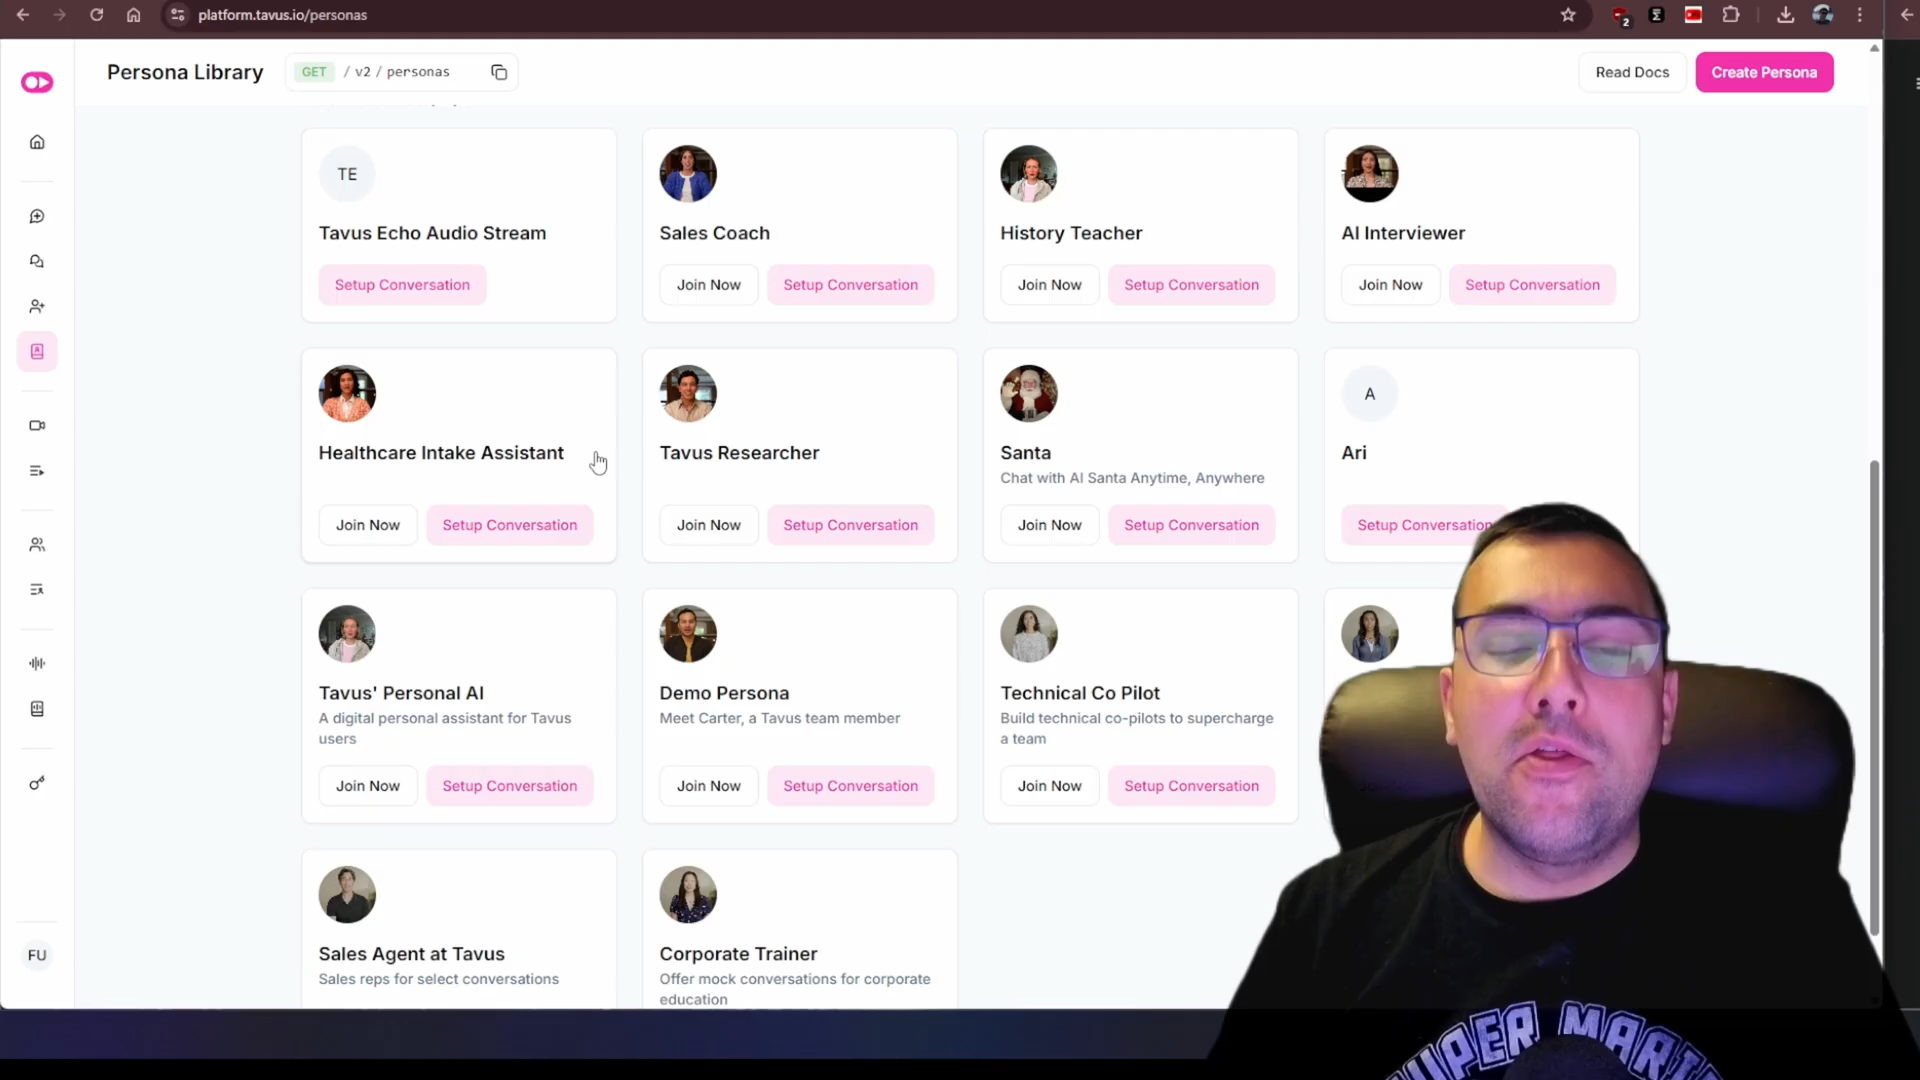 platform.tavus.io/personas
2
Persona Library
GET / v2 / personas
Read Docs
Create Persona
TE
Tavus Echo Audio Stream
Sales Coach
History Teacher
AI Interviewer
Setup Conversation
Join Now
Setup Conversation
Join Now
Setup Conversation
Join Now
Setup Conversation
A
Healthcare Intake Assistant
Tavus Researcher
Santa
Ari
Chat with AI Santa Anytime, Anywhere
Join Now
Setup Conversation
Join Now
Setup Conversation
Join Now
Setup Conversation
Setup Conversation
Tavus' Personal AI
Demo Persona
Technical Co Pilot
A digital personal assistant for Tavus
users
Meet Carter, a Tavus team member
Build technical co-pilots to supercharge
a team
Join Now
Setup Conversation
Join Now
Setup Conversation
Join Now
Setup Conversation
Sales Agent at Tavus
Corporate Trainer
Sales reps for select conversations
Offer mock conversations for corporate
education
FU
SUPER MARIO